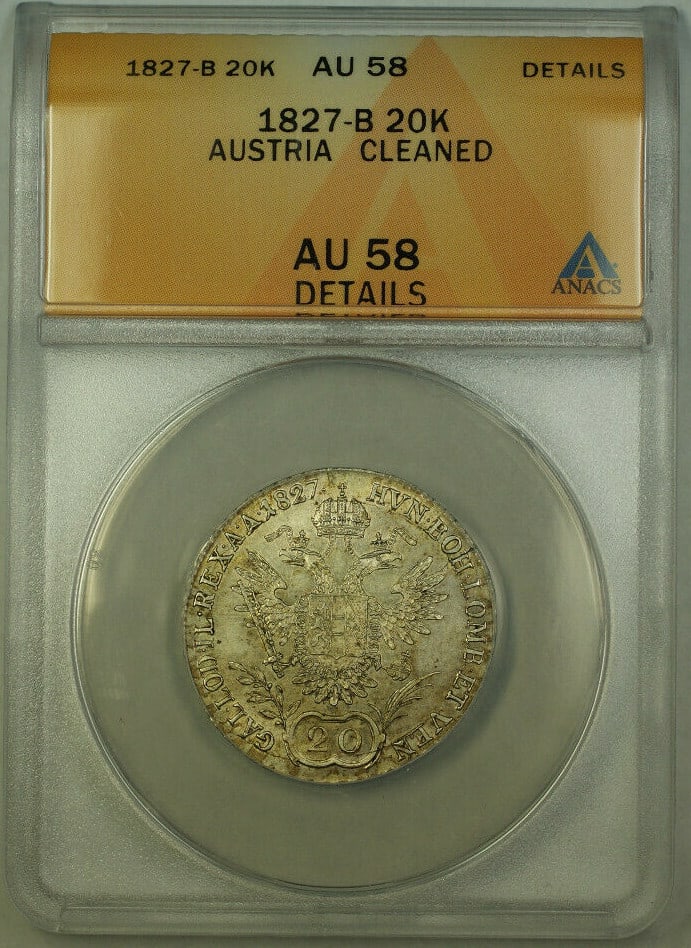 1827-B 20K AU 58 DETAILS
1827-B 20K
AUSTRIA CLEANED
AU 58
DETAILS
ANACS
HVN·BOH·LOMB·ET·VEN
GAL·LOD·IL·REX·A·A·1827·
20